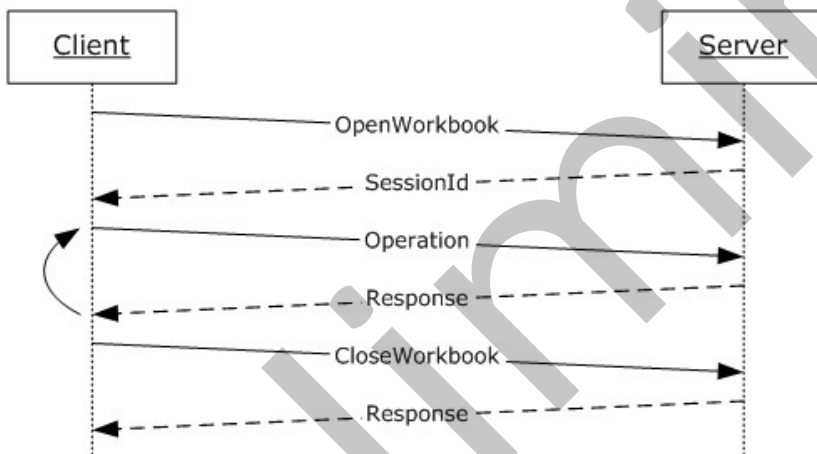 Client
Server
OpenWorkbook
SessionId
Operation
Response
CloseWorkbook
Response